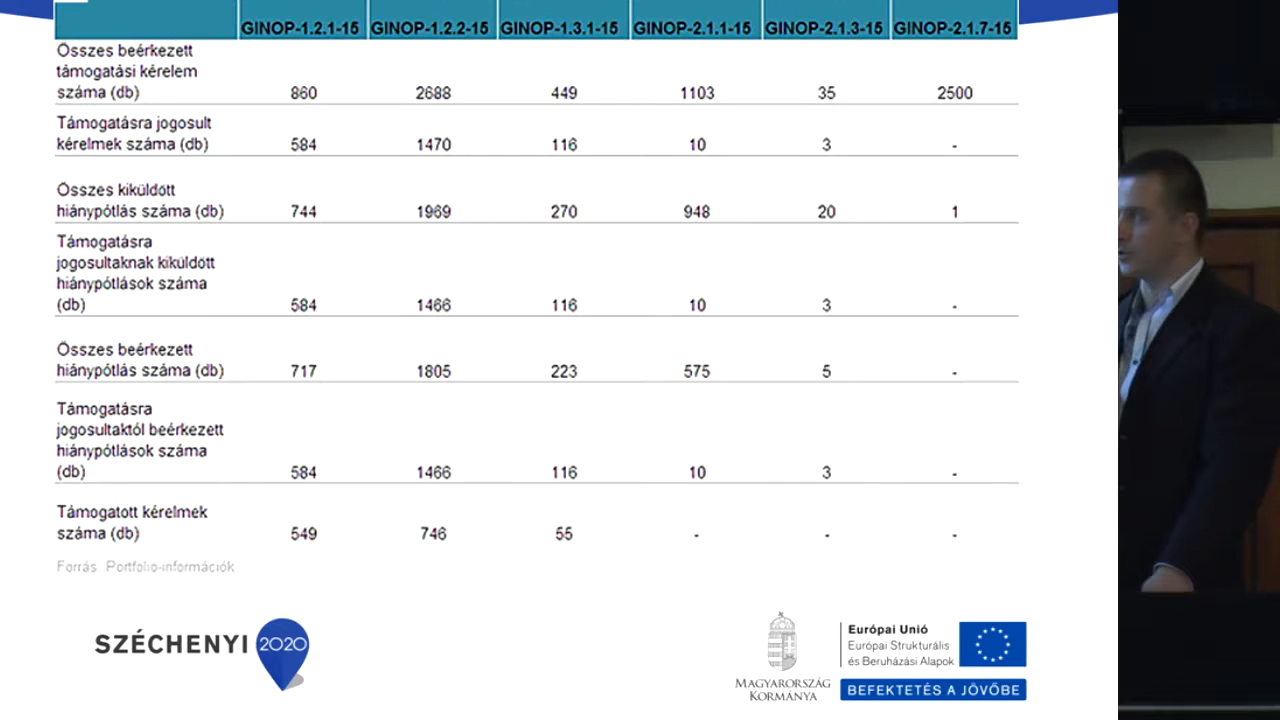 GINOP-1.2.1-15 GINOP-1.2.2-15 GINOP-1.3.1-15 GINOP-2.1.1-15 GINOP-2.1.3-15 GINOP-2.1.7-15
Összes beérkezett
támogatási kérelem
száma (db) 860 2688 449 1103 35 2500
Támogatásra jogosult
kérelmek száma (db) 584 1470 116 10 3 -
Összes kiküldött
hiánypótlás száma (db) 744 1969 270 948 20 1
Támogatásra
jogosultaknak kiküldött
hiánypótlások száma
(db) 584 1466 116 10 3 -
Összes beérkezett
hiánypótlás száma (db) 717 1805 223 575 5 -
Támogatásra
jogosultaktól beérkezett
hiánypótlások száma
(db) 584 1466 116 10 3 -
Támogatott kérelmek
száma (db) 549 746 55 - - -
Forrás Portfolio-információk
SZÉCHENYI 2020
MAGYARORSZÁG
KORMÁNYA
Európai Unió
Európai Strukturális
és Beruházási Alapok
BEFEKTETÉS A JÖVŐBE